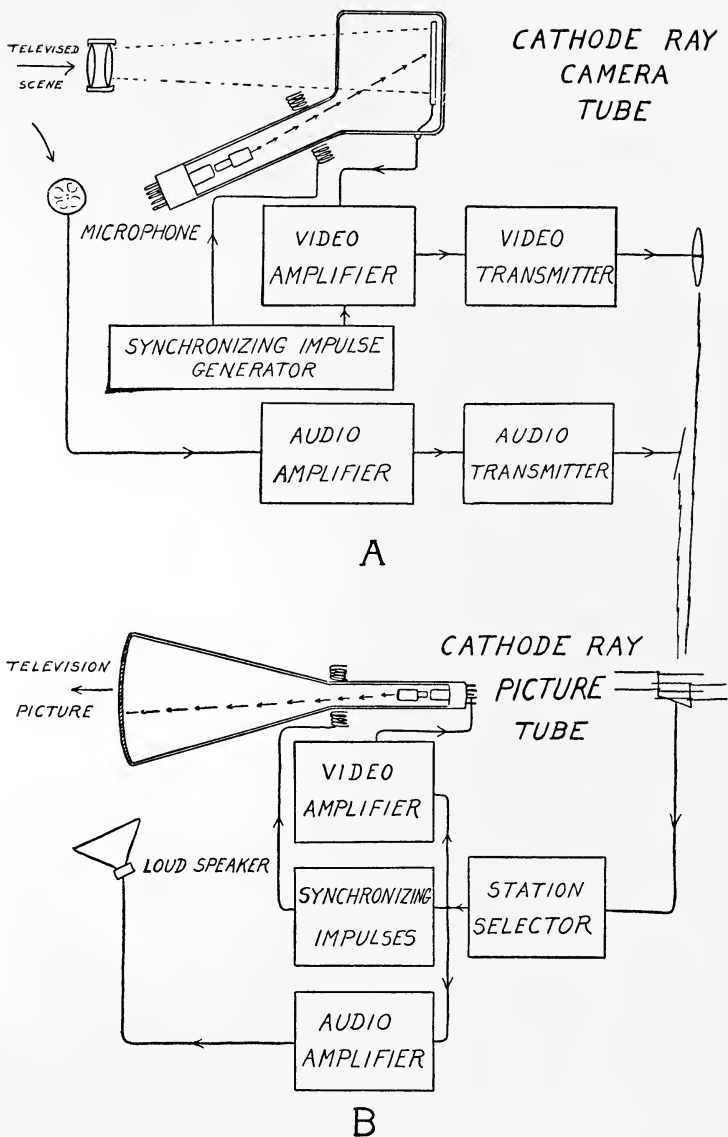 CATHODE RAY
CAMERA
TUBE
TELEVISED
SCENE
MICROPHONE
VIDEO
AMPLIFIER
VIDEO
TRANSMITTER
SYNCHRONIZING IMPULSE
GENERATOR
AUDIO
AMPLIFIER
AUDIO
TRANSMITTER
A
CATHODE RAY
PICTURE
TUBE
TELEVISION
PICTURE
VIDEO
AMPLIFIER
LOUD SPEAKER
SYNCHRONIZING
IMPULSES
STATION
SELECTOR
AUDIO
AMPLIFIER
B